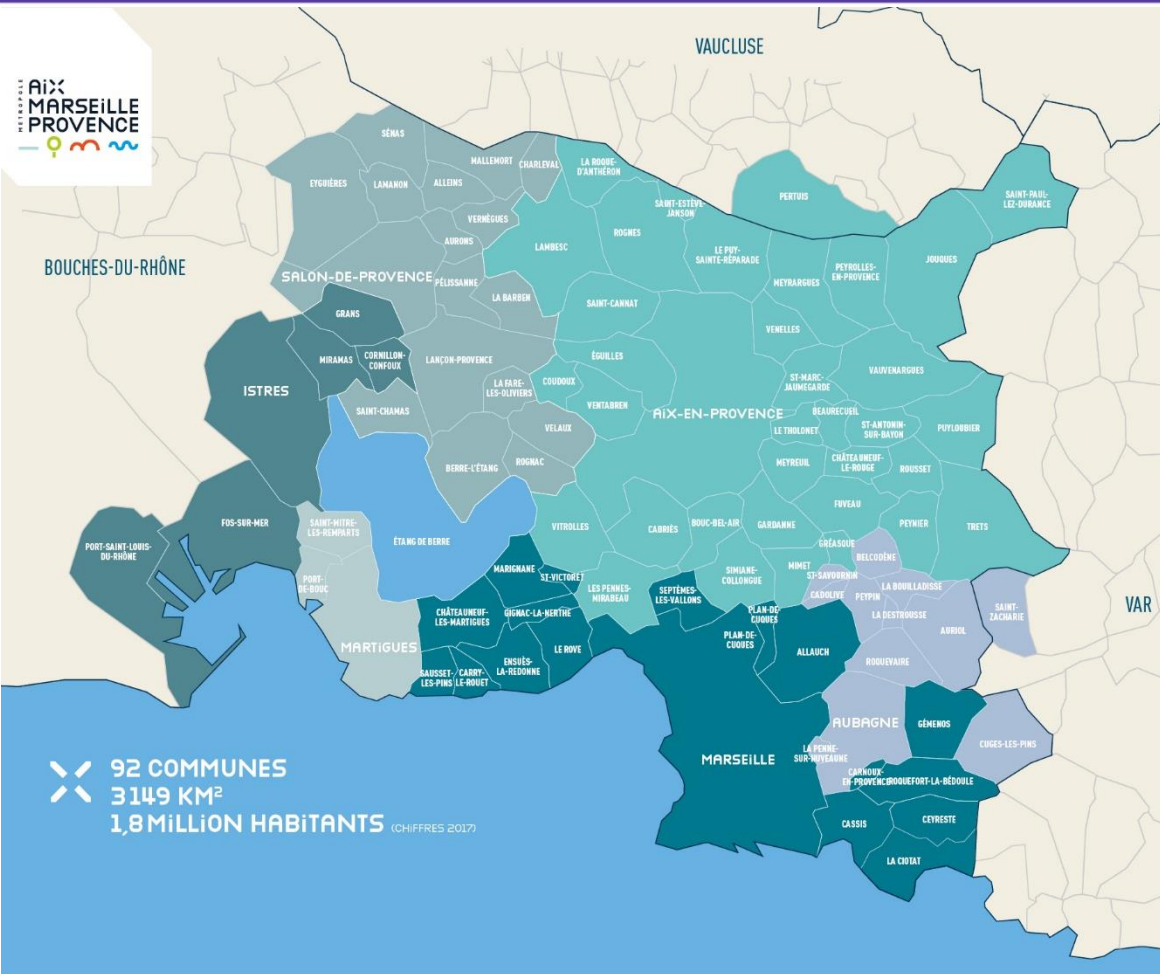 MÉTROPOLE
AIX
MARSEILLE
PROVENCE
VAUCLUSE
BOUCHES-DU-RHÔNE
VAR
SÉNAS
MALLEMORT
CHARLEVAL
LA ROQUE-
D'ANTHÉRON
EYGUIÈRES
LAMANON
ALLEINS
VERNÈGUES
AURONS
SALON-DE-PROVENCE
PÉLISSANNE
LA BARBEN
LAMBESC
ROGNES
SAINT-ESTÈVE-
JANSON
PERTUIS
SAINT-PAUL-
LEZ-DURANCE
LE PUY-
SAINTE-RÉPARADE
MEYRARGUES
PEYROLLES-
EN-PROVENCE
JOUQUES
GRANS
MIRAMAS
CORNILLON-
CONFOUX
LANÇON-PROVENCE
SAINT-CANNAT
VENELLES
ÉGUILLES
ISTRES
SAINT-CHAMAS
LA FARE-
LES-OLIVIERS
COUDOUX
VENTABREN
AIX-EN-PROVENCE
ST-MARC-
JAUMEGARDE
VAUVENARGUES
BEAURECUEIL
LE THOLONET
ST-ANTONIN-
SUR-BAYON
PUYLOUBIER
VELAUX
BERRE-L'ÉTANG
ROGNAC
MEYREUIL
CHÂTEAUNEUF-
LE-ROUGE
ROUSSET
FOS-SUR-MER
SAINT-MITRE-
LES-REMPARTS
ÉTANG DE BERRE
VITROLLES
CABRIÈS
BOUC-BEL-AIR
GARDANNE
FUVEAU
PEYNIER
TRETS
PORT-SAINT-LOUIS-
DU-RHÔNE
PORT-
DE-BOUC
MARIGNANE
ST-VICTORET
LES PENNES-
MIRABEAU
SEPTÈMES-
LES-VALLONS
SIMIANE-
COLLONGUE
MIMET
GRÉASQUE
BELCODÈNE
ST-SAVOURNIN
CADOLIVE
PEYPIN
LA BOUILLADISSE
LA DESTROUSSE
AURIOL
SAINT-
ZACHARIE
MARTIGUES
CHÂTEAUNEUF-
LES-MARTIGUES
GIGNAC-LA-NERTHE
SAUSSET-
LES-PINS
CARRY-
LE-ROUET
ENSUÈS-
LA-REDONNE
LE ROVE
PLAN-DE-
CUQUES
PLAN-DE-
CUQUES
ALLAUCH
ROQUEVAIRE
MARSEILLE
AUBAGNE
GÉMENOS
CUGES-LES-PINS
LA PENNE-
SUR-HUVEAUNE
CARNOUX-
EN-PROVENCE
ROQUEFORT-LA-BÉDOULE
CASSIS
CEYRESTE
LA CIOTAT
92 COMMUNES
3149 KM²
1,8 MILLION HABITANTS (CHIFFRES 2017)